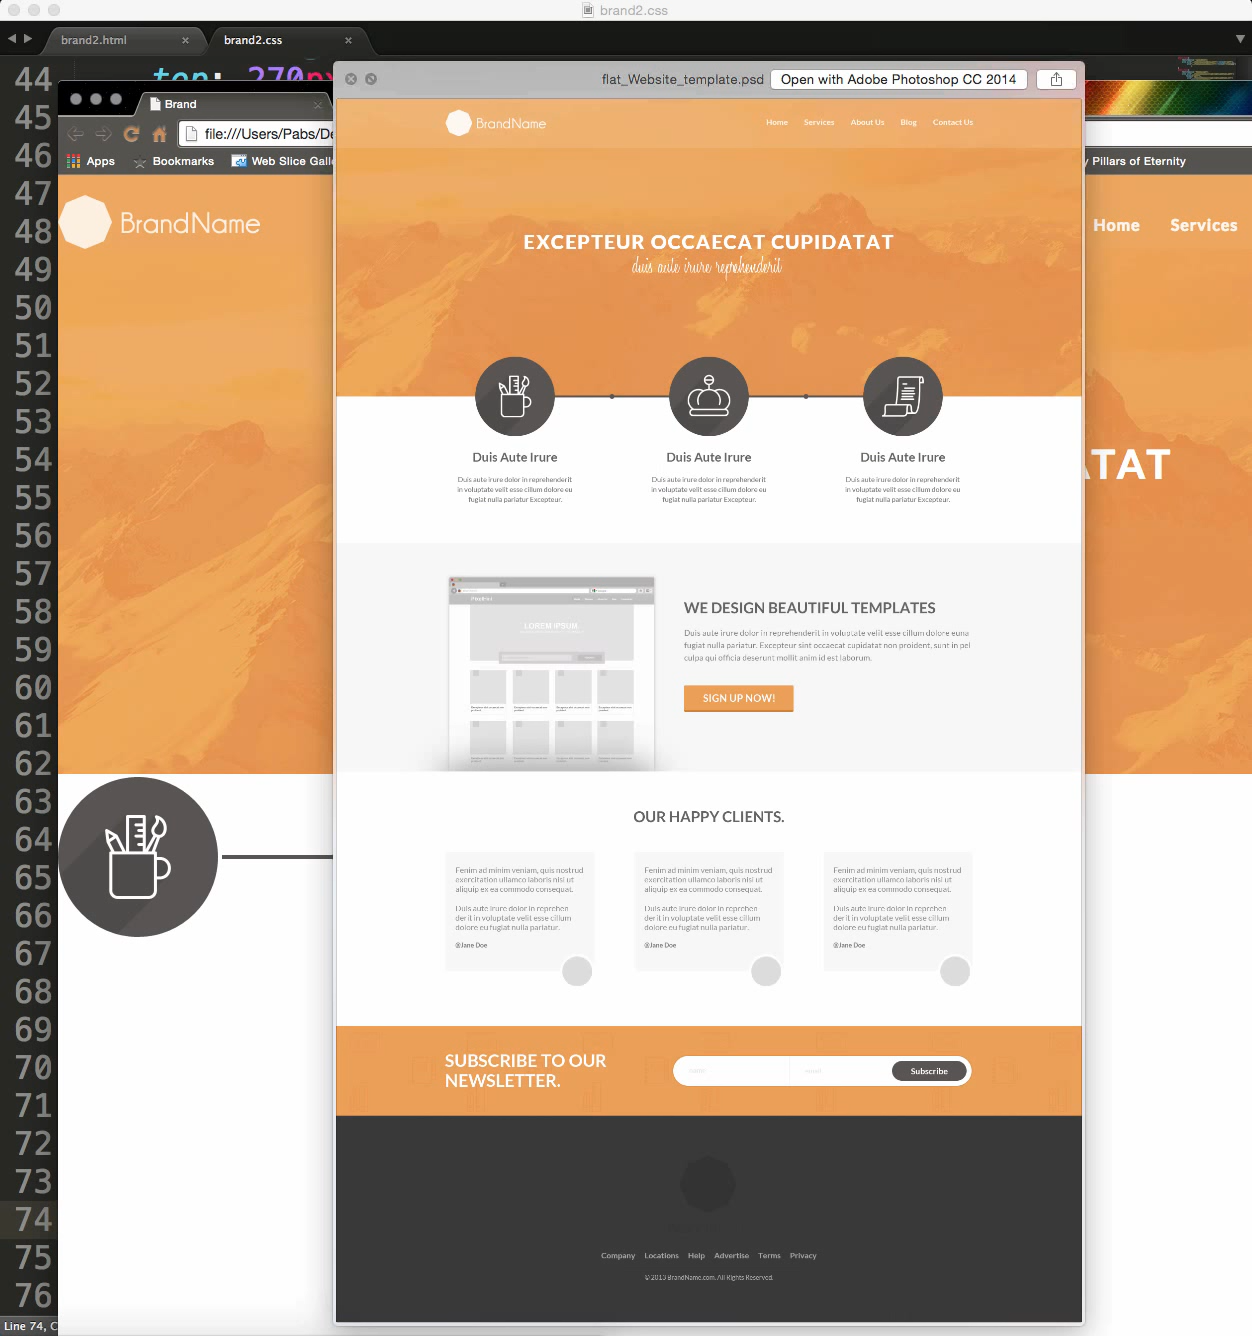 brand2.css
brand2.html
brand2.css
44
45
46
47
48
49
50
51
52
53
54
55
56
57
58
59
60
61
62
63
64
65
66
67
68
69
70
71
72
73
74
75
76
top: 270px
Brand
file:///Users/Pabs/De
Apps Bookmarks Web Slice Galle
Pillars of Eternity
BrandName
Home Services
ATAT
Line 74, C
flat_Website_template.psd
Open with Adobe Photoshop CC 2014
BrandName
Home Services About Us Blog Contact Us
EXCEPTEUR OCCAECAT CUPIDATAT
duis aute irure reprehenderit
Duis Aute Irure
Duis aute irure dolor in reprehenderit
in voluptate velit esse cillum dolore eu
fugiat nulla pariatur Excepteur.
Duis Aute Irure
Duis aute irure dolor in reprehenderit
in voluptate velit esse cillum dolore eu
fugiat nulla pariatur Excepteur.
Duis Aute Irure
Duis aute irure dolor in reprehenderit
in voluptate velit esse cillum dolore eu
fugiat nulla pariatur Excepteur.
LOREM IPSUM.
WE DESIGN BEAUTIFUL TEMPLATES
Duis aute irure dolor in reprehenderit in voluptate velit esse cillum dolore euna
fugiat nulla pariatur. Excepteur sint occaecat cupidatat non proident, sunt in pel
culpa qui officia deserunt mollit anim id est laborum.
SIGN UP NOW!
OUR HAPPY CLIENTS.
Fenim ad minim veniam, quis nostrud
exercitation ullamco laboris nisi ut
aliquip ex ea commodo consequat.
Duis aute irure dolor in reprehen
derit in voluptate velit esse cillum
dolore eu fugiat nulla pariatur.
@Jane Doe
Fenim ad minim veniam, quis nostrud
exercitation ullamco laboris nisi ut
aliquip ex ea commodo consequat.
Duis aute irure dolor in reprehen
derit in voluptate velit esse cillum
dolore eu fugiat nulla pariatur.
@Jane Doe
Fenim ad minim veniam, quis nostrud
exercitation ullamco laboris nisi ut
aliquip ex ea commodo consequat.
Duis aute irure dolor in reprehen
derit in voluptate velit esse cillum
dolore eu fugiat nulla pariatur.
@Jane Doe
SUBSCRIBE TO OUR
NEWSLETTER.
name
email
Subscribe
Company Locations Help Advertise Terms Privacy
© 2013 BrandName.com. All Rights Reserved.